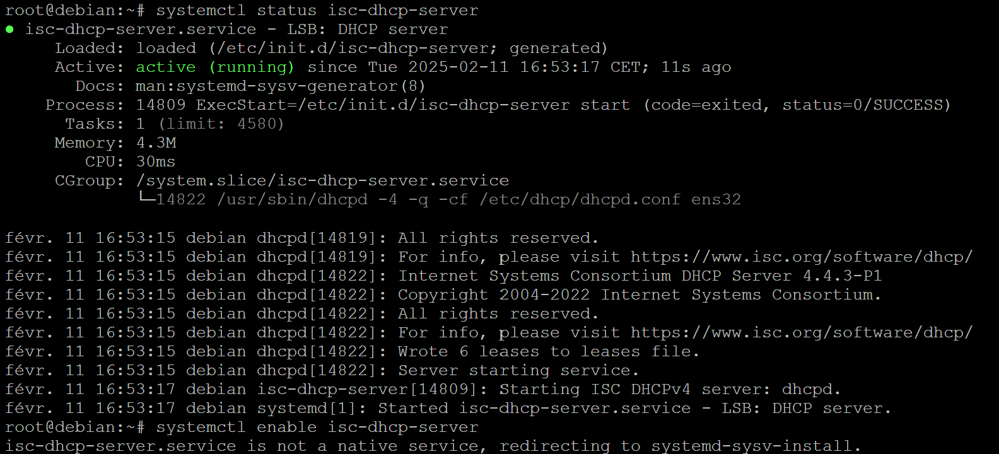 root@debian:~# systemctl status isc-dhcp-server
● isc-dhcp-server.service - LSB: DHCP server
     Loaded: loaded (/etc/init.d/isc-dhcp-server; generated)
     Active: active (running) since Tue 2025-02-11 16:53:17 CET; 11s ago
       Docs: man:systemd-sysv-generator(8)
    Process: 14809 ExecStart=/etc/init.d/isc-dhcp-server start (code=exited, status=0/SUCCESS)
      Tasks: 1 (limit: 4580)
     Memory: 4.3M
        CPU: 30ms
     CGroup: /system.slice/isc-dhcp-server.service
             └─14822 /usr/sbin/dhcpd -4 -q -cf /etc/dhcp/dhcpd.conf ens32

févr. 11 16:53:15 debian dhcpd[14819]: All rights reserved.
févr. 11 16:53:15 debian dhcpd[14819]: For info, please visit https://www.isc.org/software/dhcp/
févr. 11 16:53:15 debian dhcpd[14822]: Internet Systems Consortium DHCP Server 4.4.3-P1
févr. 11 16:53:15 debian dhcpd[14822]: Copyright 2004-2022 Internet Systems Consortium.
févr. 11 16:53:15 debian dhcpd[14822]: All rights reserved.
févr. 11 16:53:15 debian dhcpd[14822]: For info, please visit https://www.isc.org/software/dhcp/
févr. 11 16:53:15 debian dhcpd[14822]: Wrote 6 leases to leases file.
févr. 11 16:53:15 debian dhcpd[14822]: Server starting service.
févr. 11 16:53:17 debian isc-dhcp-server[14809]: Starting ISC DHCPv4 server: dhcpd.
févr. 11 16:53:17 debian systemd[1]: Started isc-dhcp-server.service - LSB: DHCP server.
root@debian:~# systemctl enable isc-dhcp-server
isc-dhcp-server.service is not a native service, redirecting to systemd-sysv-install.